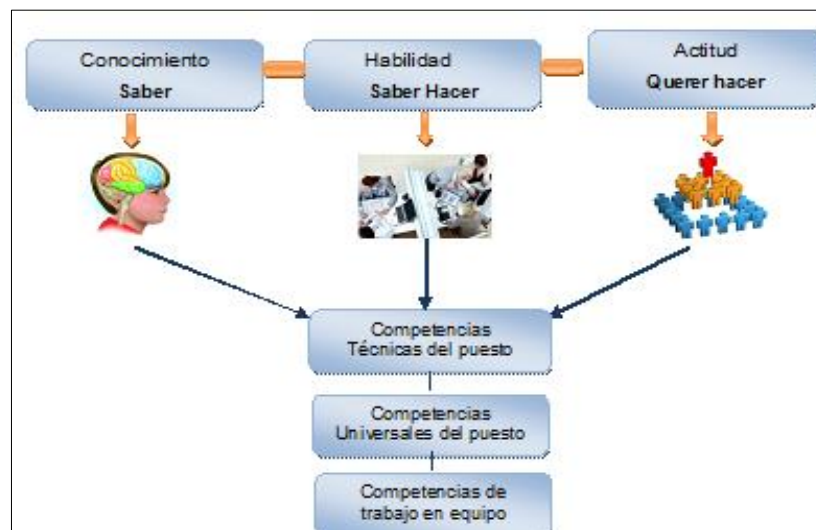 Conocimiento
Saber
Habilidad
Saber Hacer
Actitud
Querer hacer
Competencias
Técnicas del puesto
Competencias
Universales del puesto
Competencias de
trabajo en equipo